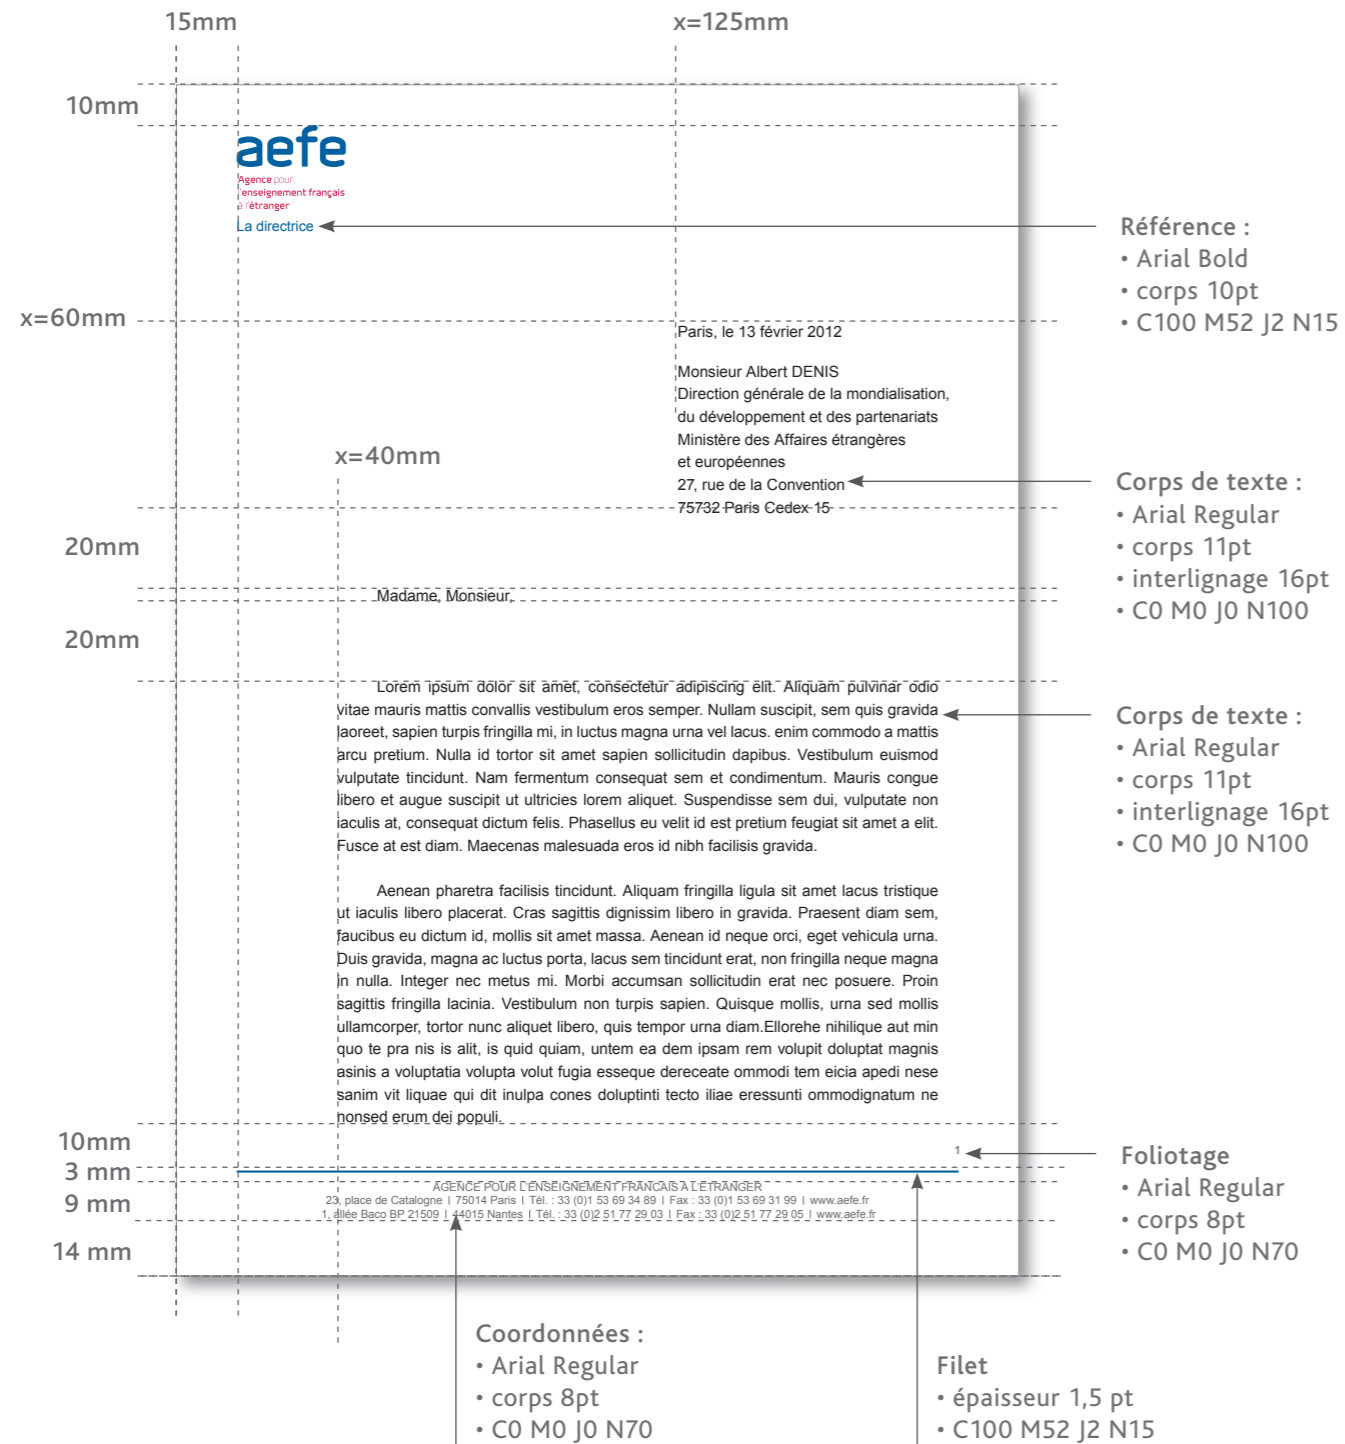 15mm
x=125mm
10mm
aefe
Agence pour
l'enseignement français
à l'étranger
La directrice
Référence :
• Arial Bold
• corps 10pt
• C100 M52 J2 N15
x=60mm
Paris, le 13 février 2012
Monsieur Albert DENIS
Direction générale de la mondialisation,
du développement et des partenariats
Ministère des Affaires étrangères
et européennes
27, rue de la Convention
75732 Paris Cedex 15
x=40mm
Corps de texte :
• Arial Regular
• corps 11pt
• interlignage 16pt
• C0 M0 J0 N100
20mm
Madame, Monsieur,
20mm
Lorem ipsum dolor sit amet, consectetur adipiscing elit. Aliquam pulvinar odio
vitae mauris mattis convallis vestibulum eros semper. Nullam suscipit, sem quis gravida
laoreet, sapien turpis fringilla mi, in luctus magna urna vel lacus. enim commodo a mattis
arcu pretium. Nulla id tortor sit amet sapien sollicitudin dapibus. Vestibulum euismod
vulputate tincidunt. Nam fermentum consequat sem et condimentum. Mauris congue
libero et augue suscipit ut ultricies lorem aliquet. Suspendisse sem dui, vulputate non
iaculis at, consequat dictum felis. Phasellus eu velit id est pretium feugiat sit amet a elit.
Fusce at est diam. Maecenas malesuada eros id nibh facilisis gravida.
Corps de texte :
• Arial Regular
• corps 11pt
• interlignage 16pt
• C0 M0 J0 N100
Aenean pharetra facilisis tincidunt. Aliquam fringilla ligula sit amet lacus tristique
ut iaculis libero placerat. Cras sagittis dignissim libero in gravida. Praesent diam sem,
faucibus eu dictum id, mollis sit amet massa. Aenean id neque orci, eget vehicula urna.
Duis gravida, magna ac luctus porta, lacus sem tincidunt erat, non fringilla neque magna
in nulla. Integer nec metus mi. Morbi accumsan sollicitudin erat nec posuere. Proin
sagittis fringilla lacinia. Vestibulum non turpis sapien. Quisque mollis, urna sed mollis
ullamcorper, tortor nunc aliquet libero, quis tempor urna diam.Ellorehe nihilique aut min
quo te pra nis is alit, is quid quiam, untem ea dem ipsam rem volupit doluptat magnis
asinis a voluptatia volupta volut fugia esseque dereceate ommodi tem eicia apedi nese
sanim vit liquae qui dit inulpa cones doluptinti tecto iliae eressunti ommodignatum ne
nonsed erum dei populi.
10mm
3 mm
9 mm
14 mm
1
Foliotage
• Arial Regular
• corps 8pt
• C0 M0 J0 N70
AGENCE POUR L'ENSEIGNEMENT FRANCAIS A L'ETRANGER
23, place de Catalogne | 75014 Paris | Tél. : 33 (0)1 53 69 34 89 | Fax : 33 (0)1 53 69 31 99 | www.aefe.fr
1, allée Baco BP 21509 | 44015 Nantes | Tél. : 33 (0)2 51 77 29 03 | Fax : 33 (0)2 51 77 29 05 | www.aefe.fr
Coordonnées :
• Arial Regular
• corps 8pt
• C0 M0 J0 N70
Filet
• épaisseur 1,5 pt
• C100 M52 J2 N15